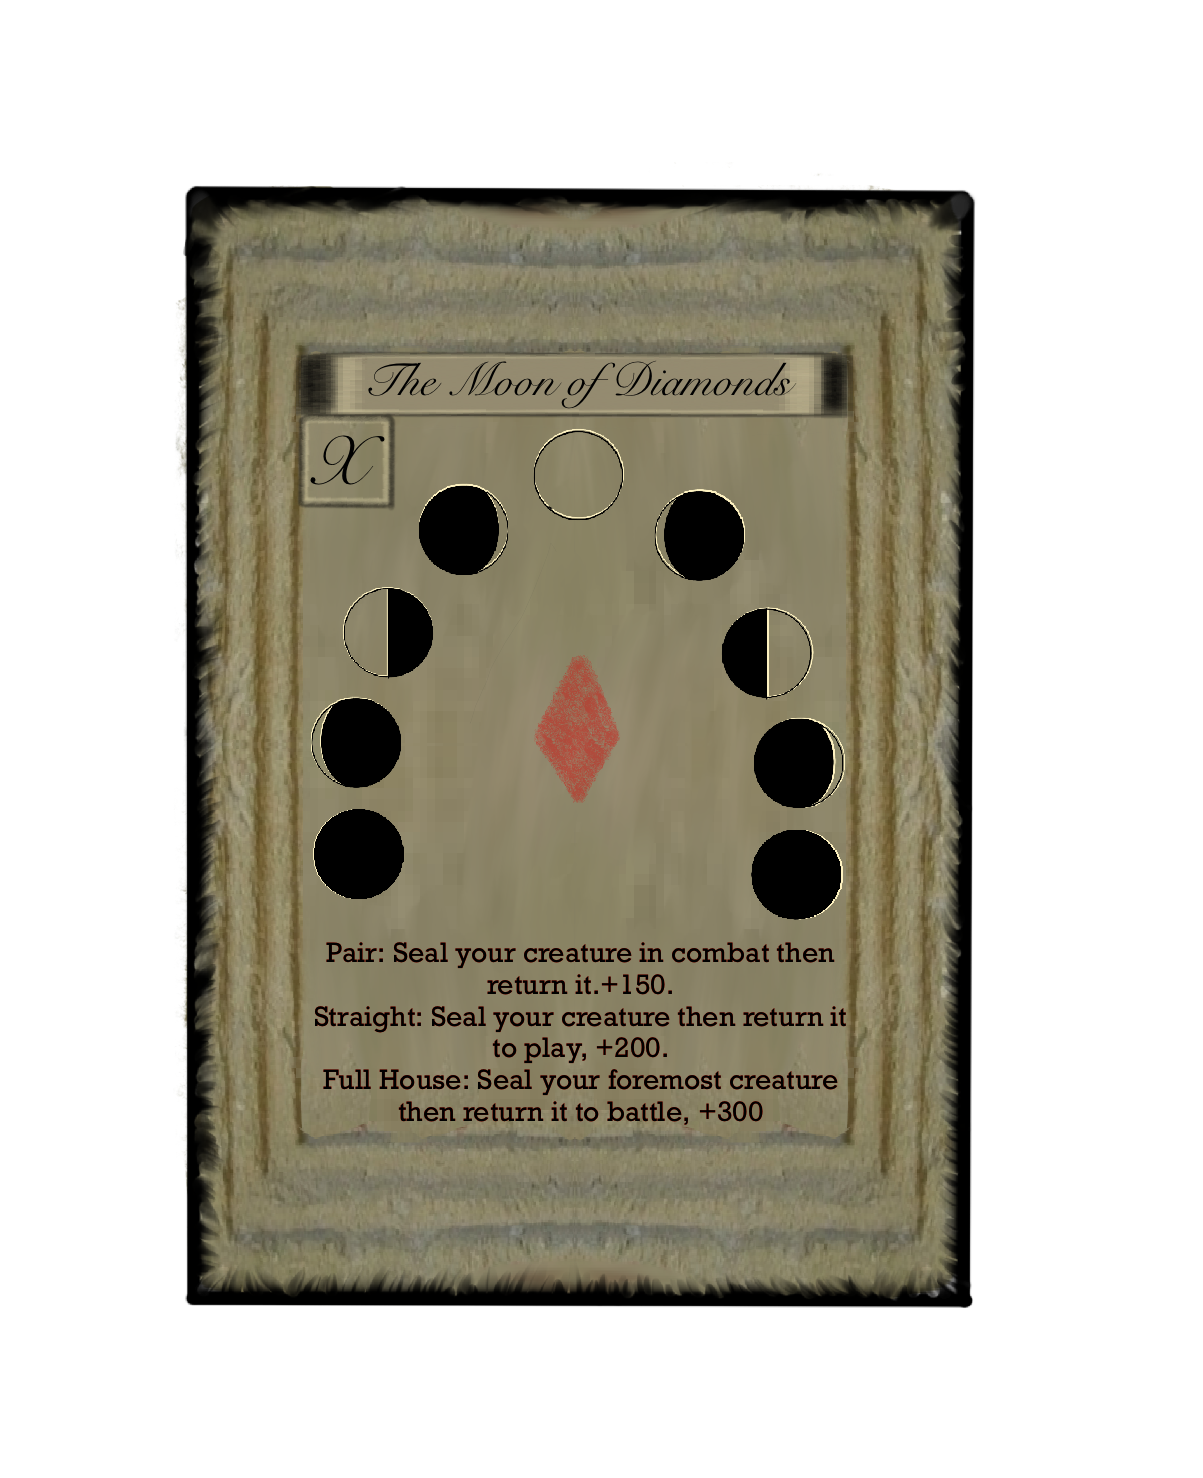 The Moon of Diamonds
X
Pair: Seal your creature in combat then
return it.+150.
Straight: Seal your creature then return it
to play, +200.
Full House: Seal your foremost creature
then return it to battle, +300